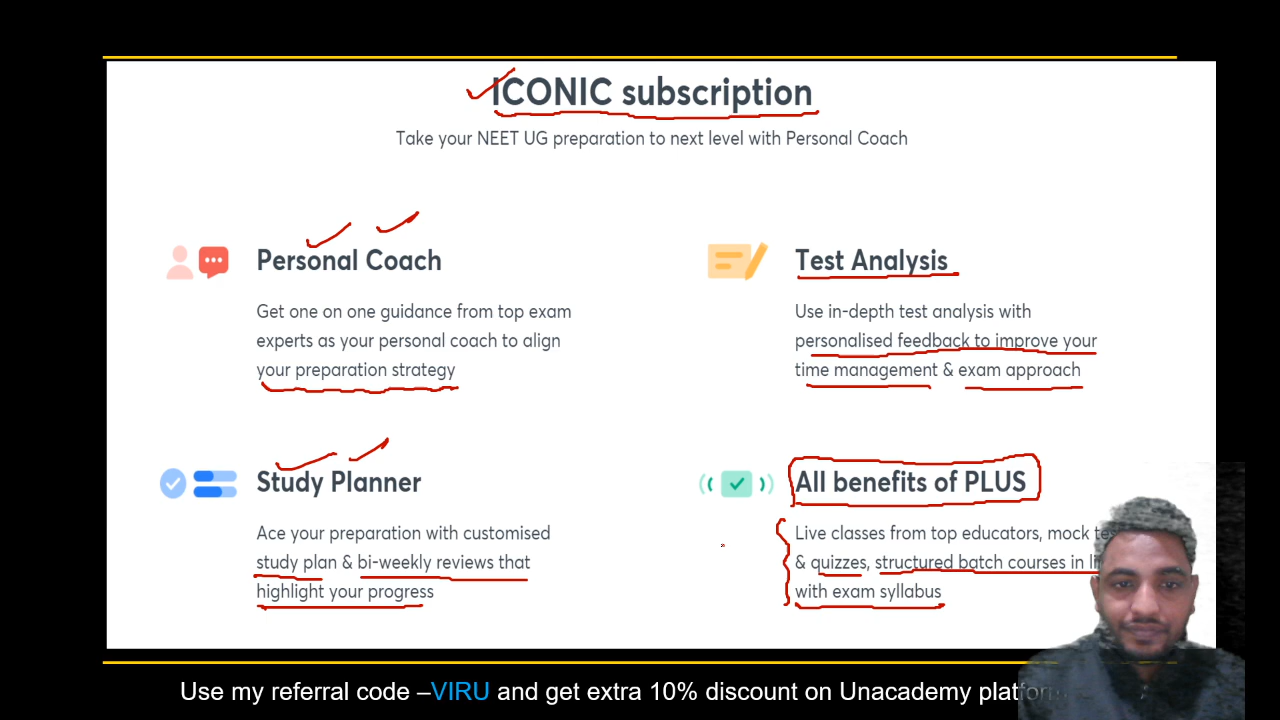 ICONIC subscription
Take your NEET UG preparation to next level with Personal Coach
Personal Coach
Get one on one guidance from top exam
experts as your personal coach to align
your preparation strategy
Test Analysis
Use in-depth test analysis with
personalised feedback to improve your
time management & exam approach
Study Planner
Ace your preparation with customised
study plan & bi-weekly reviews that
highlight your progress
All benefits of PLUS
Live classes from top educators, mock
& quizzes, structured batch courses in
with exam syllabus
Use my referral code –VIRU and get extra 10% discount on Unacademy